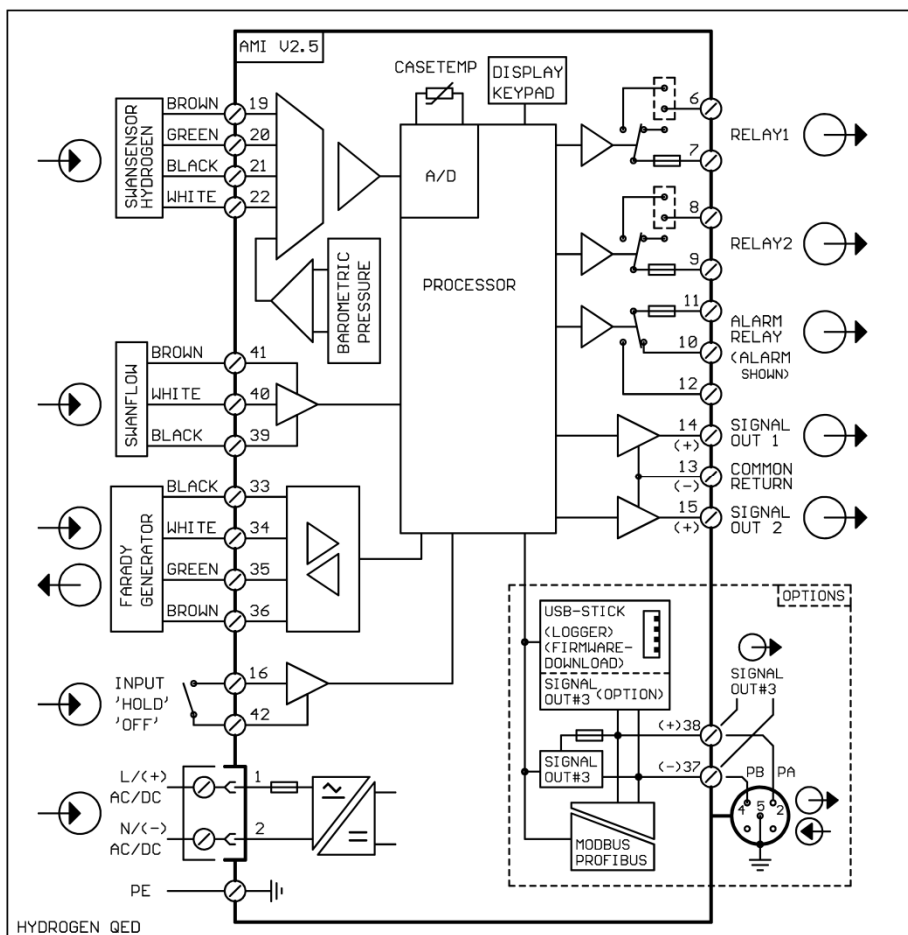 AMI V2.5
CASETEMP
DISPLAY
KEYPAD
SWANSENSOR
HYDROGEN
BROWN 19
GREEN 20
BLACK 21
WHITE 22
A/D
PROCESSOR
BAROMETRIC
PRESSURE
6
7
RELAY1
8
9
RELAY2
11
10
12
ALARM
RELAY
(ALARM
SHOWN)
SWANFLOW
BROWN 41
WHITE 40
BLACK 39
14
(+)
SIGNAL
OUT 1
13
(-)
COMMON
RETURN
15
(+)
SIGNAL
OUT 2
FARADY
GENERATOR
BLACK 33
WHITE 34
GREEN 35
BROWN 36
INPUT
'HOLD'
'OFF'
16
42
L/(+)
AC/DC
1
N/(-)
AC/DC
2
PE
OPTIONS
USB-STICK
(LOGGER)
(FIRMWARE-
DOWNLOAD)
SIGNAL
OUT#3 (OPTION)
SIGNAL
OUT#3
(+)38
(-)37
SIGNAL
OUT#3
PB PA
4 5 2
MODBUS
PROFIBUS
HYDROGEN QED